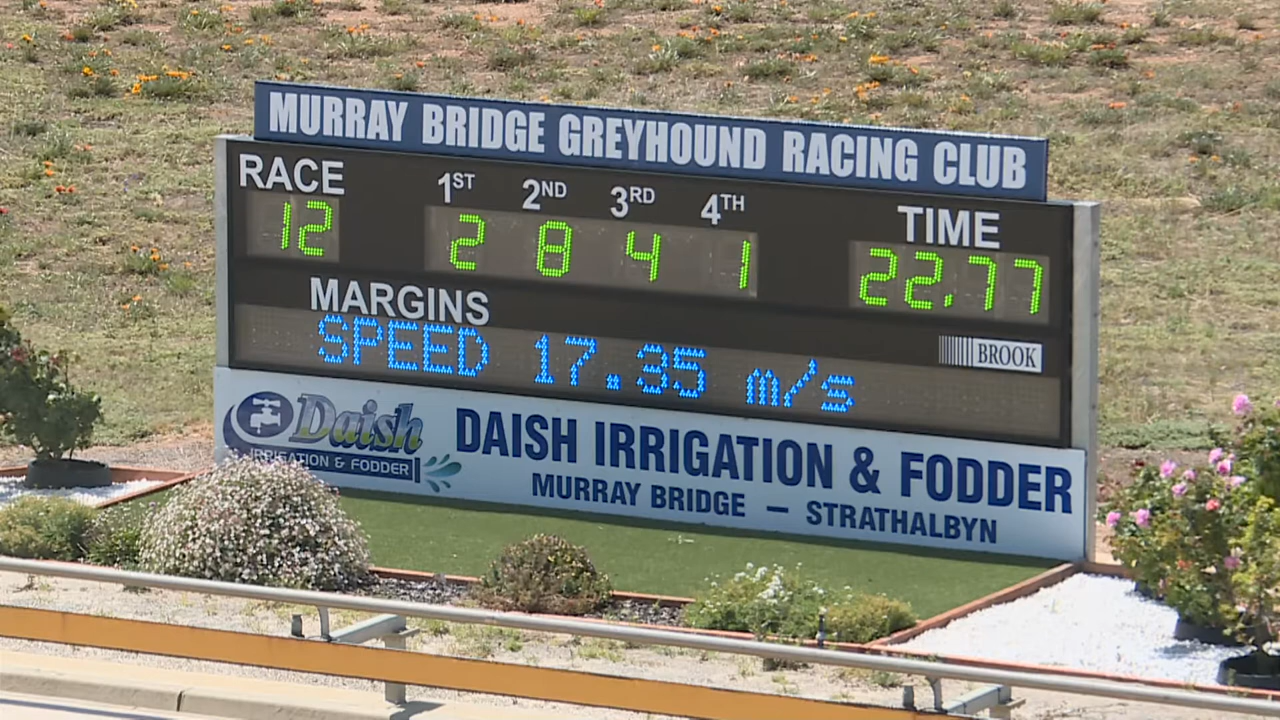 MURRAY BRIDGE GREYHOUND RACING CLUB
RACE 1ST 2ND 3RD 4TH TIME
12 2 8 4 1 22.77
MARGINS
BROOK
SPEED 17.35 m/s
Daish
IRRIGATION & FODDER
DAISH IRRIGATION & FODDER
MURRAY BRIDGE – STRATHALBYN